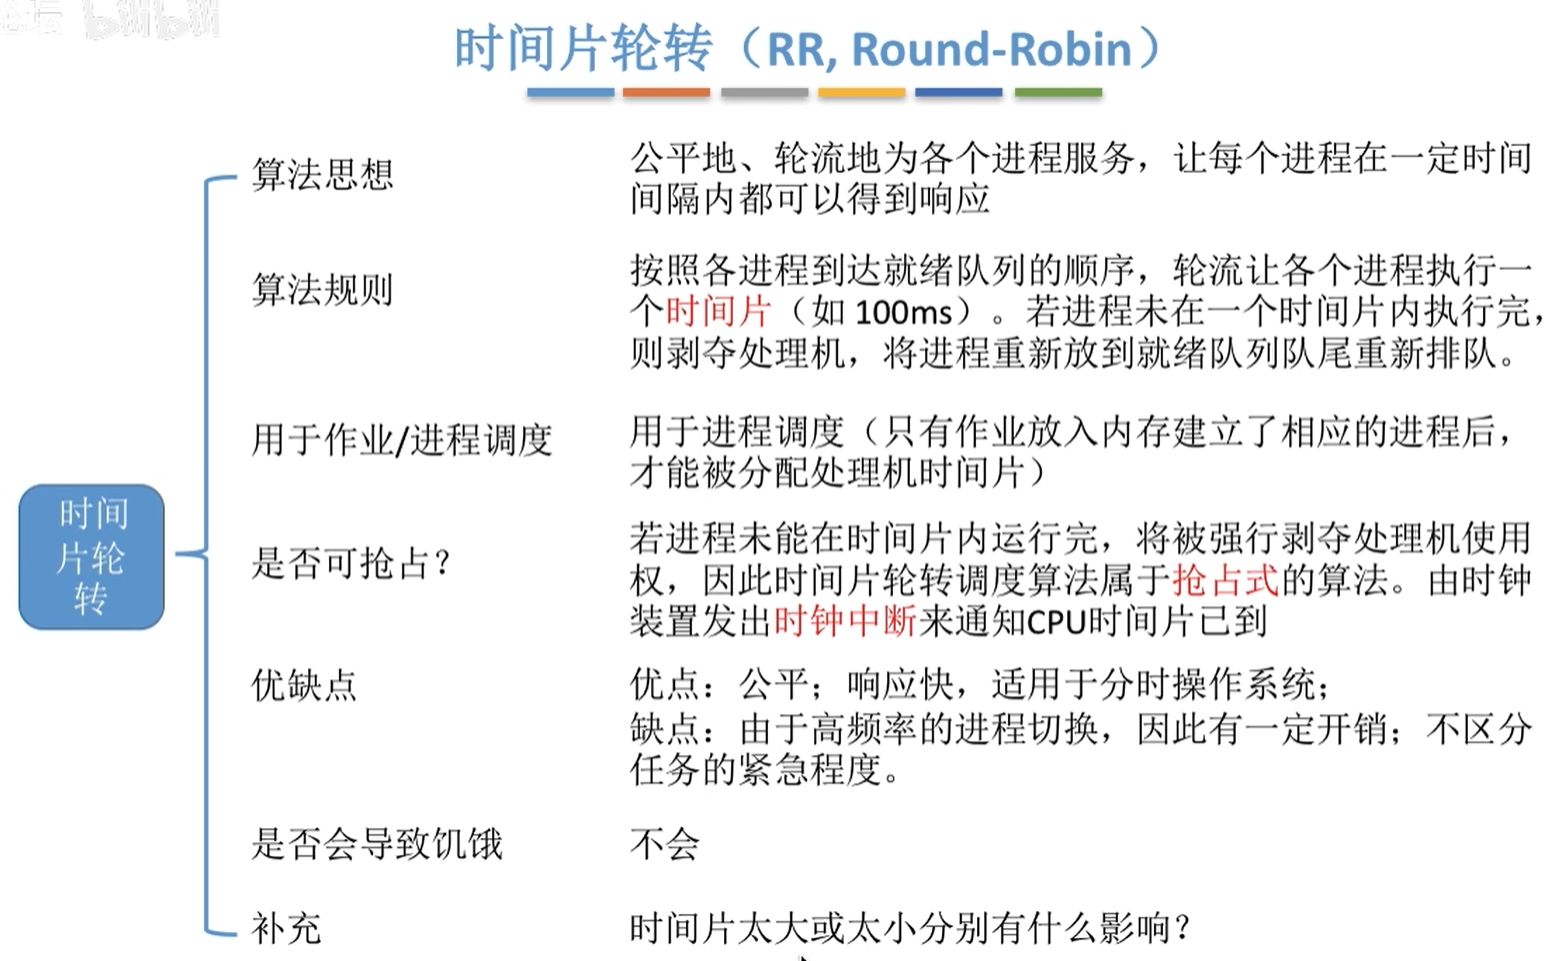 bilibili
时间片轮转（RR, Round-Robin）
算法思想
公平地、轮流地为各个进程服务，让每个进程在一定时间
间隔内都可以得到响应
算法规则
按照各进程到达就绪队列的顺序，轮流让各个进程执行一
个时间片（如 100ms）。若进程未在一个时间片内执行完，
则剥夺处理机，将进程重新放到就绪队列队尾重新排队。
用于作业/进程调度
用于进程调度（只有作业放入内存建立了相应的进程后，
才能被分配处理机时间片）
时间
片轮
转
是否可抢占？
若进程未能在时间片内运行完，将被强行剥夺处理机使用
权，因此时间片轮转调度算法属于抢占式的算法。由时钟
装置发出时钟中断来通知CPU时间片已到
优缺点
优点：公平；响应快，适用于分时操作系统；
缺点：由于高频率的进程切换，因此有一定开销；不区分
任务的紧急程度。
是否会导致饥饿
不会
补充
时间片太大或太小分别有什么影响？